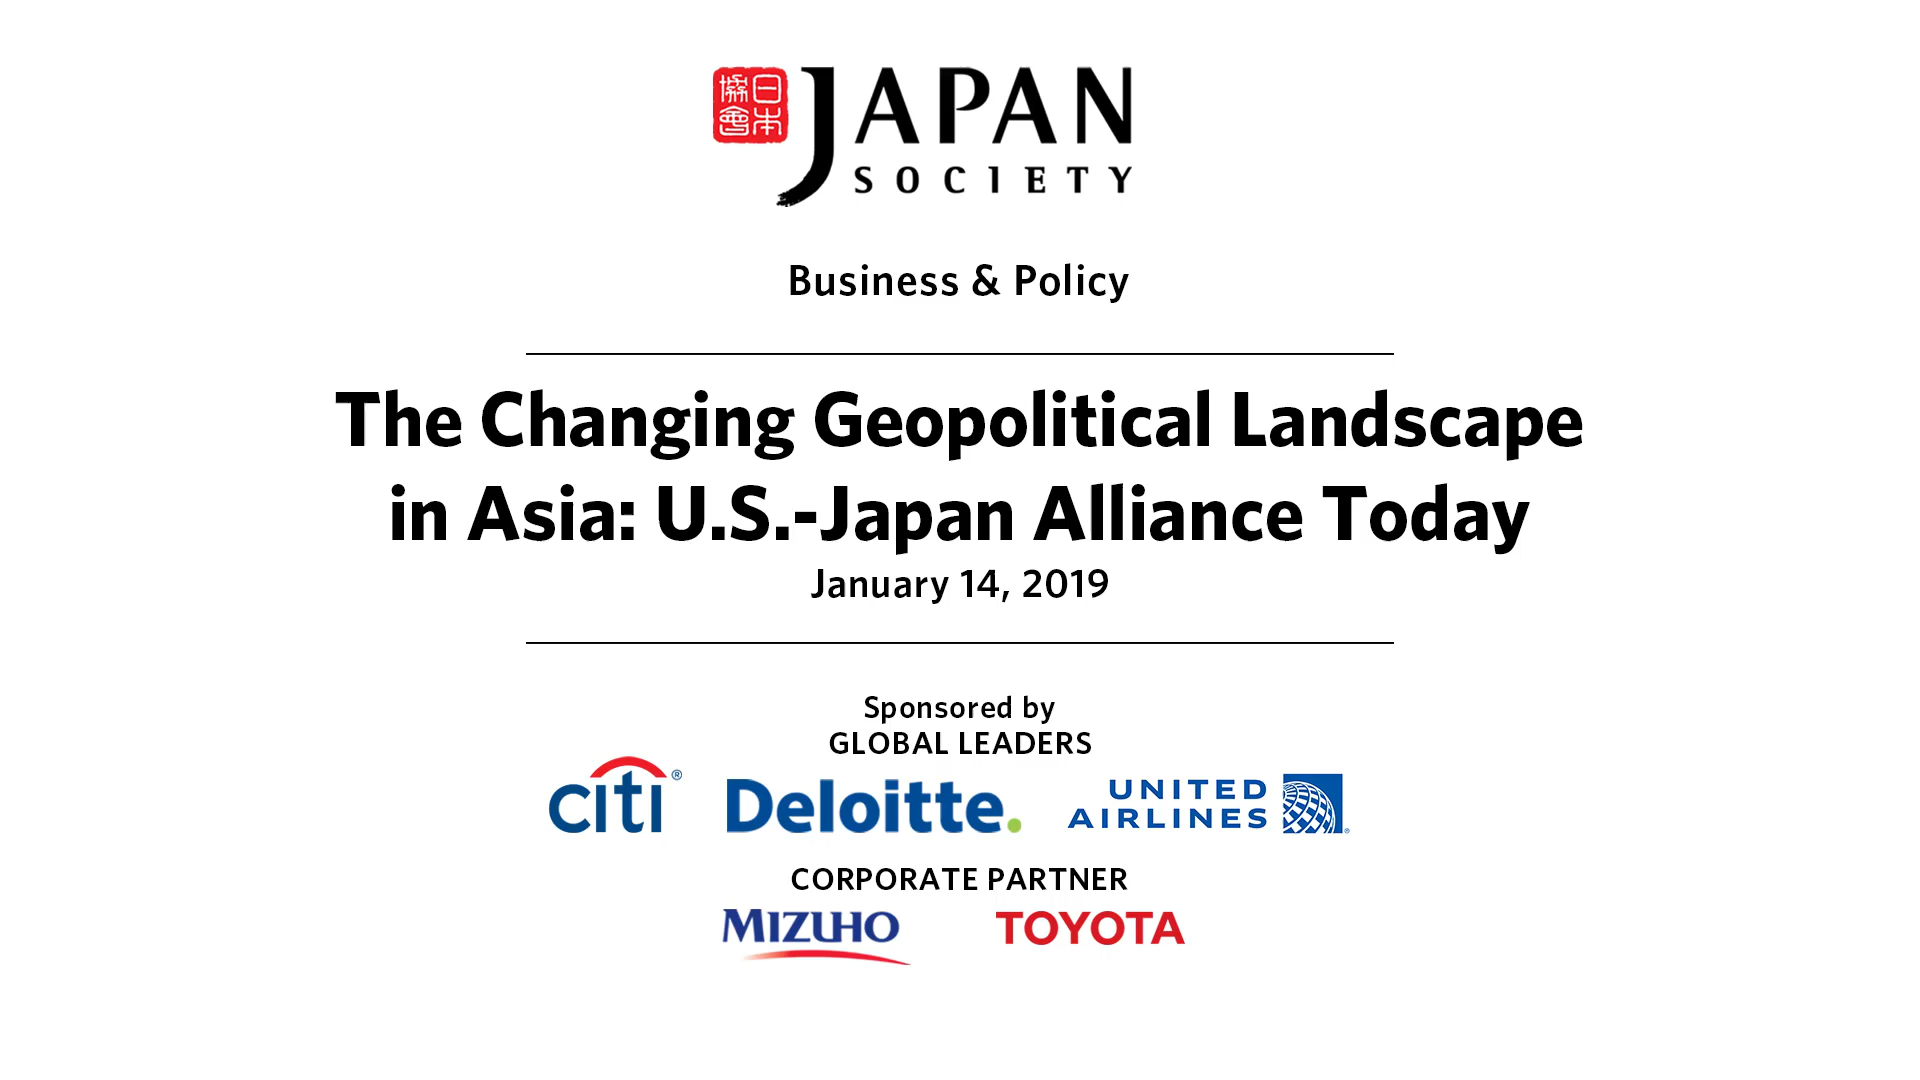 日本協會
JAPAN
SOCIETY
Business & Policy
The Changing Geopolitical Landscape
in Asia: U.S.-Japan Alliance Today
January 14, 2019
Sponsored by
GLOBAL LEADERS
citi® Deloitte. UNITED
AIRLINES®
CORPORATE PARTNER
MIZUHO TOYOTA